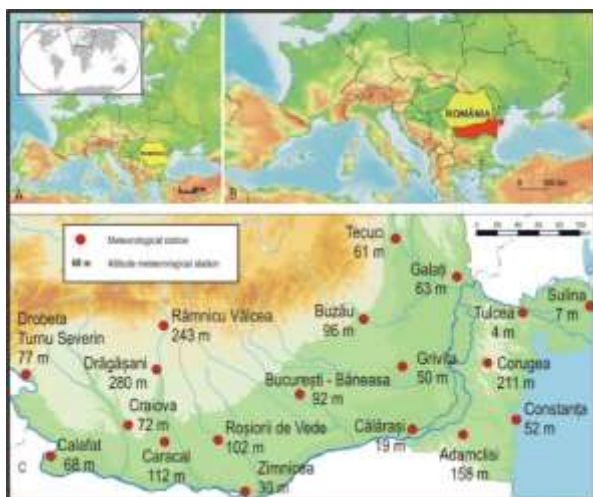 A
ROMÂNIA
B
Meteorological station
68 m Altitude meteorological station
Tecuci
61 m
Galați
63 m
Sulina
7 m
Tulcea
4 m
Râmnicu Vâlcea
243 m
Buzău
96 m
Drobeta
Turnu Severin
77 m
Drăgășani
280 m
Grivița
50 m
Corugea
211 m
București - Băneasa
92 m
Craiova
72 m
Constanța
52 m
Roșiorii de Vede
102 m
Călărași
19 m
Calafat
68 m
Caracal
112 m
Adamclisi
158 m
Zimnicea
30 m
C